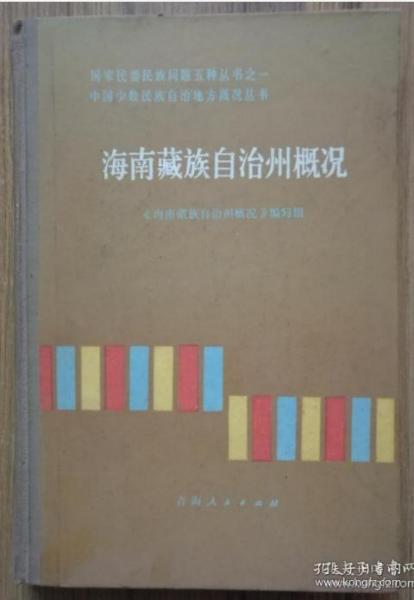 国家民委民族问题五种丛书之一
中国少数民族自治地方概况丛书
海南藏族自治州概况
《海南藏族自治州概况》编写组
青海人民出版社
孔夫子旧书网